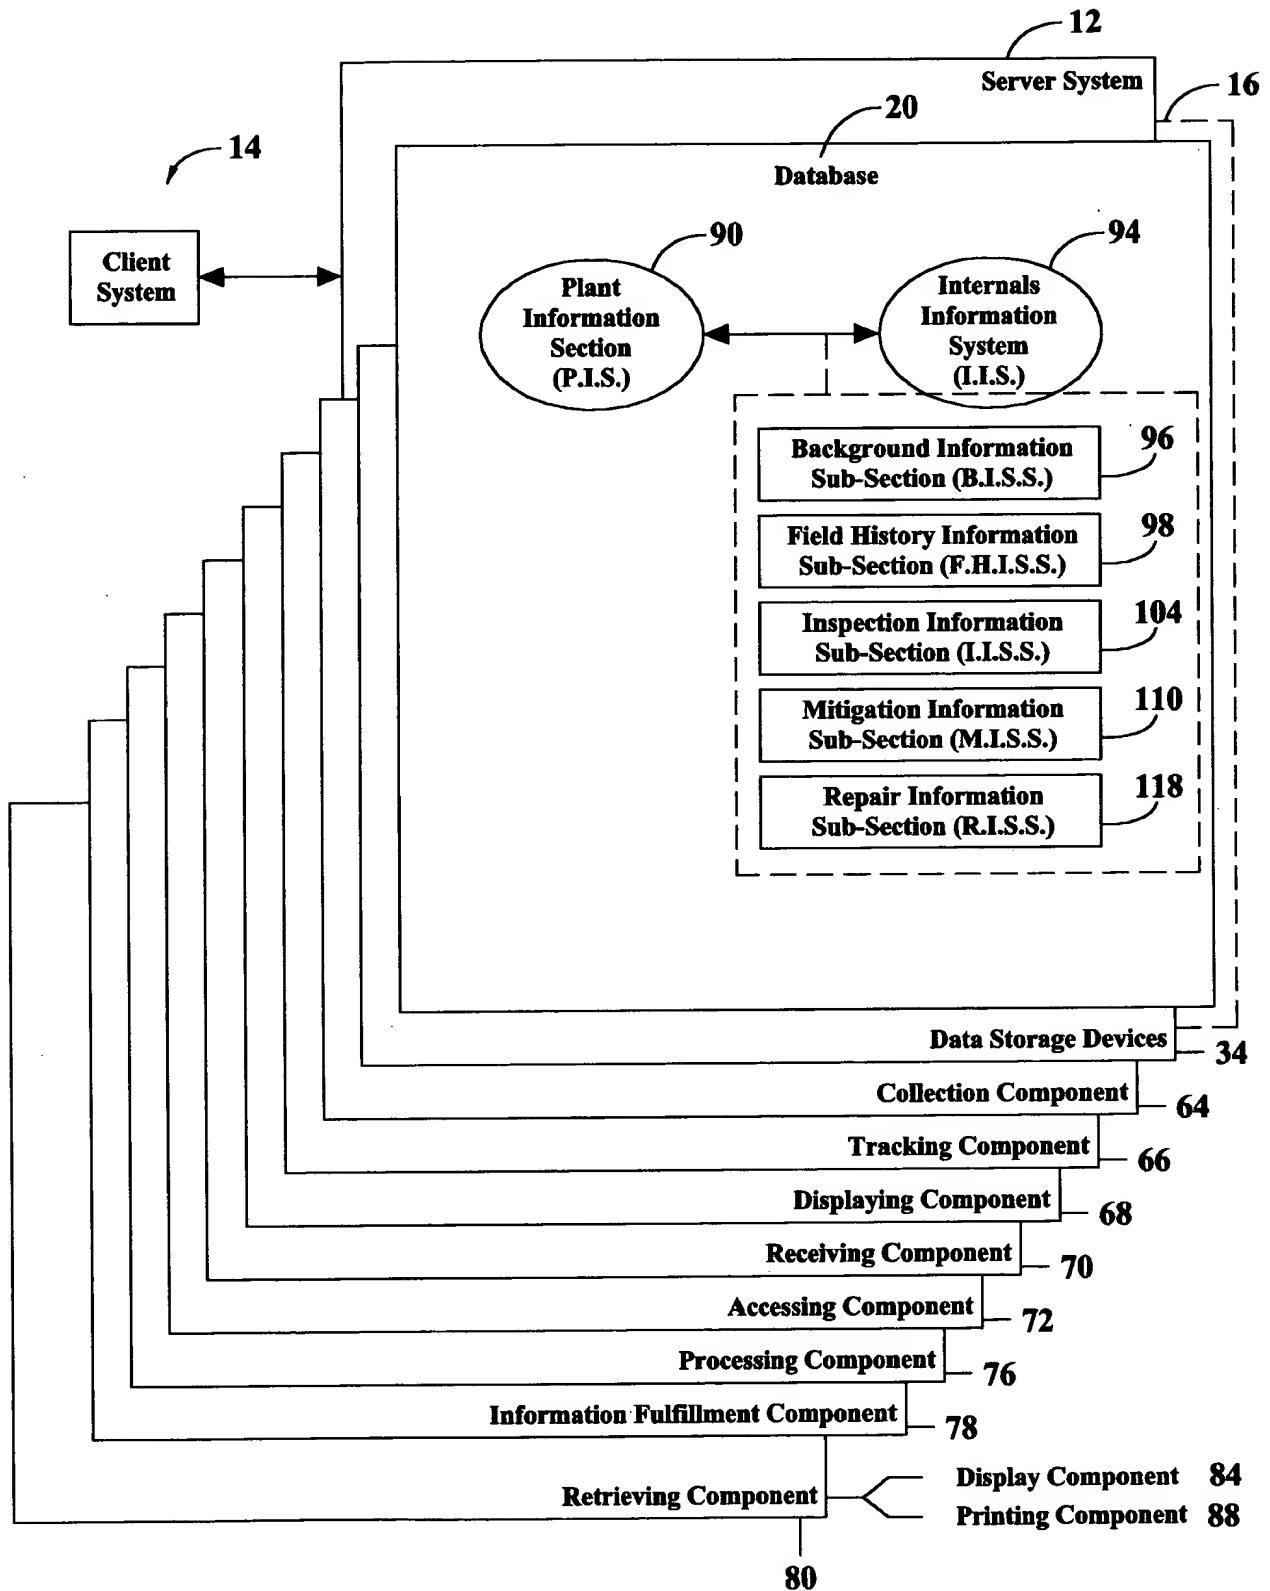 12
Server System
16
20
14
Database
90
94
Client
System
Plant
Information
Section
(P.I.S.)
Internals
Information
System
(I.I.S.)
Background Information
Sub-Section (B.I.S.S.)
96
Field History Information
Sub-Section (F.H.I.S.S.)
98
Inspection Information
Sub-Section (I.I.S.S.)
104
Mitigation Information
Sub-Section (M.I.S.S.)
110
Repair Information
Sub-Section (R.I.S.S.)
118
Data Storage Devices
34
Collection Component
64
Tracking Component
66
Displaying Component
68
Receiving Component
70
Accessing Component
72
Processing Component
76
Information Fulfillment Component
78
Retrieving Component
Display Component 84
Printing Component 88
80